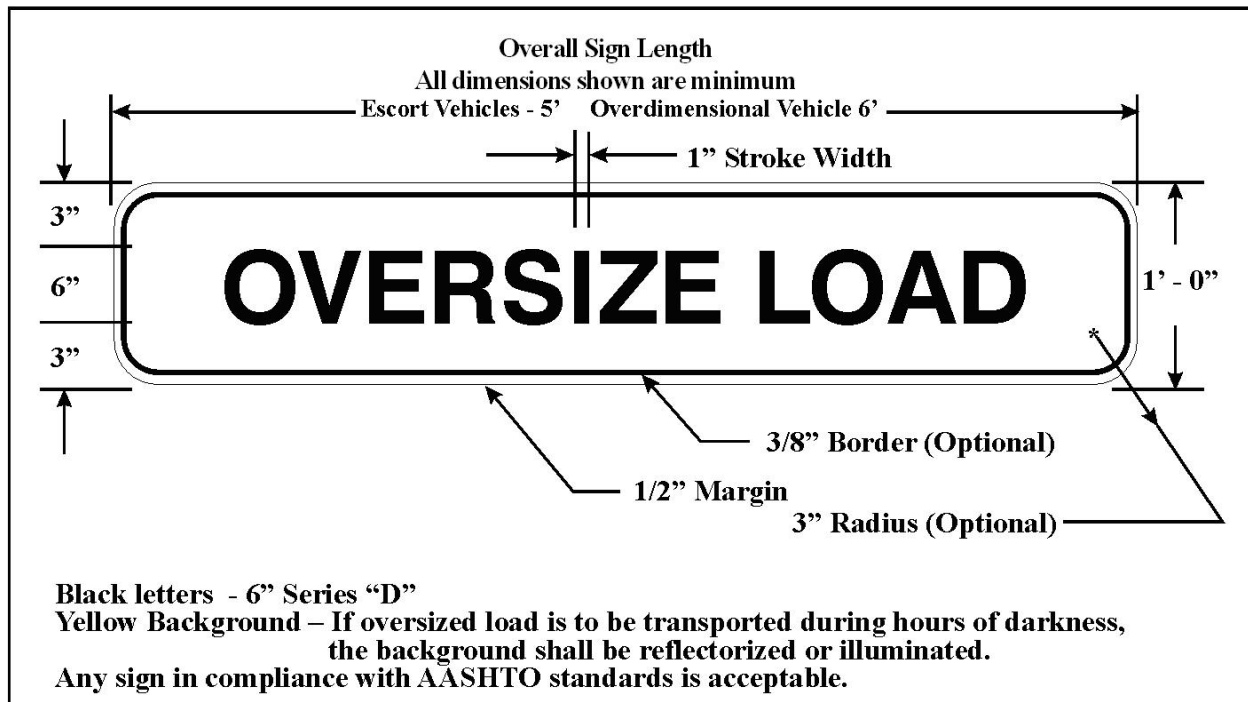 Overall Sign Length
All dimensions shown are minimum
Escort Vehicles - 5’ Overdimensional Vehicle 6’
1” Stroke Width
3”
6”
3”
OVERSIZE LOAD
*
1’ - 0”
3/8” Border (Optional)
1/2” Margin
3” Radius (Optional)
Black letters - 6” Series “D”
Yellow Background – If oversized load is to be transported during hours of darkness,
the background shall be reflectorized or illuminated.
Any sign in compliance with AASHTO standards is acceptable.